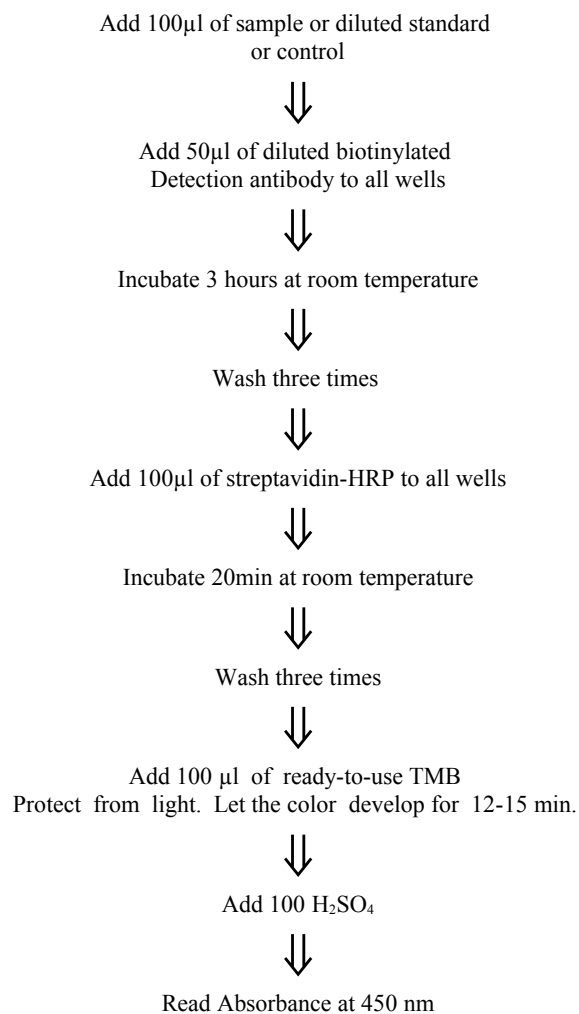 Add 100µl of sample or diluted standard
or control
Add 50µl of diluted biotinylated
Detection antibody to all wells
Incubate 3 hours at room temperature
Wash three times
Add 100µl of streptavidin-HRP to all wells
Incubate 20min at room temperature
Wash three times
Add 100 µl of ready-to-use TMB
Protect from light. Let the color develop for 12-15 min.
Add 100 H₂SO₄
Read Absorbance at 450 nm